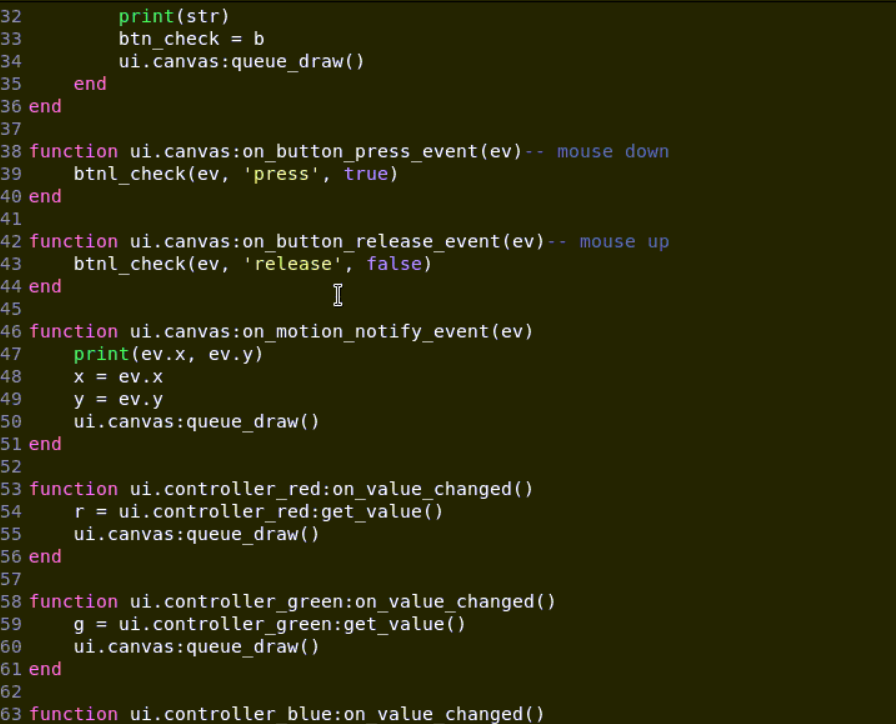 32         print(str)
33         btn_check = b
34         ui.canvas:queue_draw()
35     end
36 end
37
38 function ui.canvas:on_button_press_event(ev)-- mouse down
39     btnl_check(ev, 'press', true)
40 end
41
42 function ui.canvas:on_button_release_event(ev)-- mouse up
43     btnl_check(ev, 'release', false)
44 end
45
46 function ui.canvas:on_motion_notify_event(ev)
47     print(ev.x, ev.y)
48     x = ev.x
49     y = ev.y
50     ui.canvas:queue_draw()
51 end
52
53 function ui.controller_red:on_value_changed()
54     r = ui.controller_red:get_value()
55     ui.canvas:queue_draw()
56 end
57
58 function ui.controller_green:on_value_changed()
59     g = ui.controller_green:get_value()
60     ui.canvas:queue_draw()
61 end
62
63 function ui.controller_blue:on_value_changed()